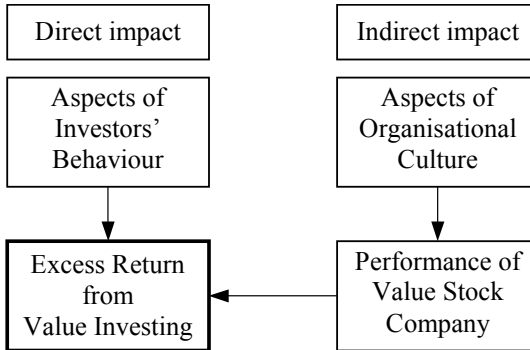 Direct impact
Indirect impact
Aspects of
Investors'
Behaviour
Aspects of
Organisational
Culture
Excess Return
from
Value Investing
Performance of
Value Stock
Company